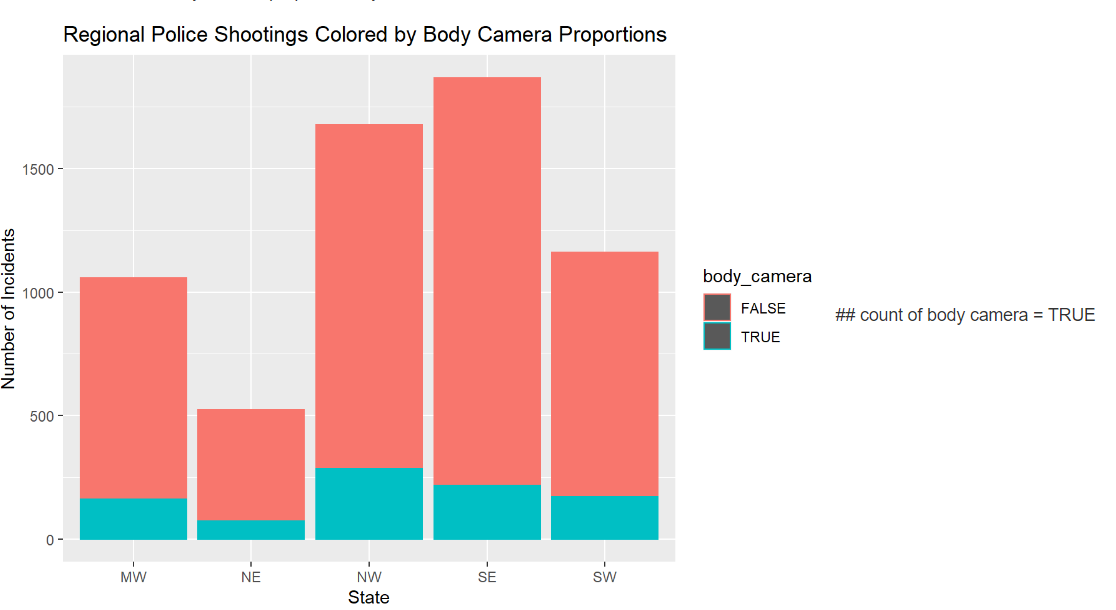 Regional Police Shootings Colored by Body Camera Proportions
Number of Incidents
1500
1000
500
0
MW NE NW SE SW
State
body_camera
FALSE
TRUE
## count of body camera = TRUE